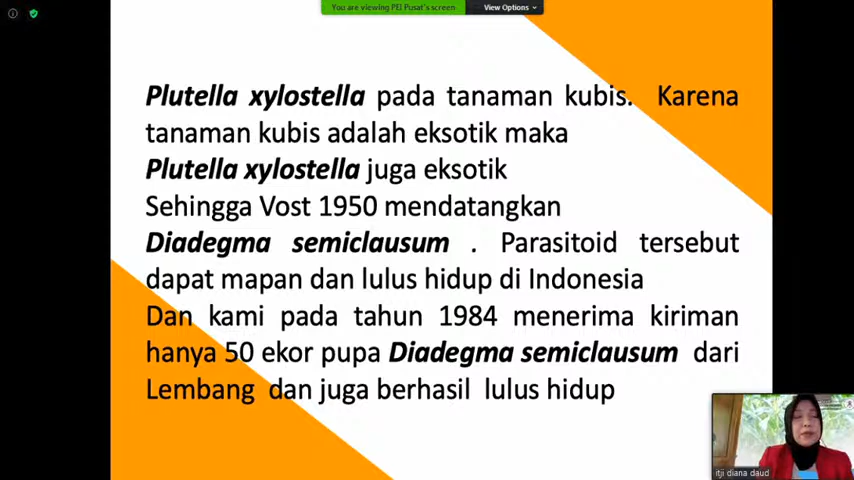 You are viewing PEI Pusat's screen
View Options
Plutella xylostella pada tanaman kubis. Karena
tanaman kubis adalah eksotik maka
Plutella xylostella juga eksotik
Sehingga Vost 1950 mendatangkan
Diadegma semiclausum . Parasitoid tersebut
dapat mapan dan lulus hidup di Indonesia
Dan kami pada tahun 1984 menerima kiriman
hanya 50 ekor pupa Diadegma semiclausum dari
Lembang dan juga berhasil lulus hidup
itji diana daud